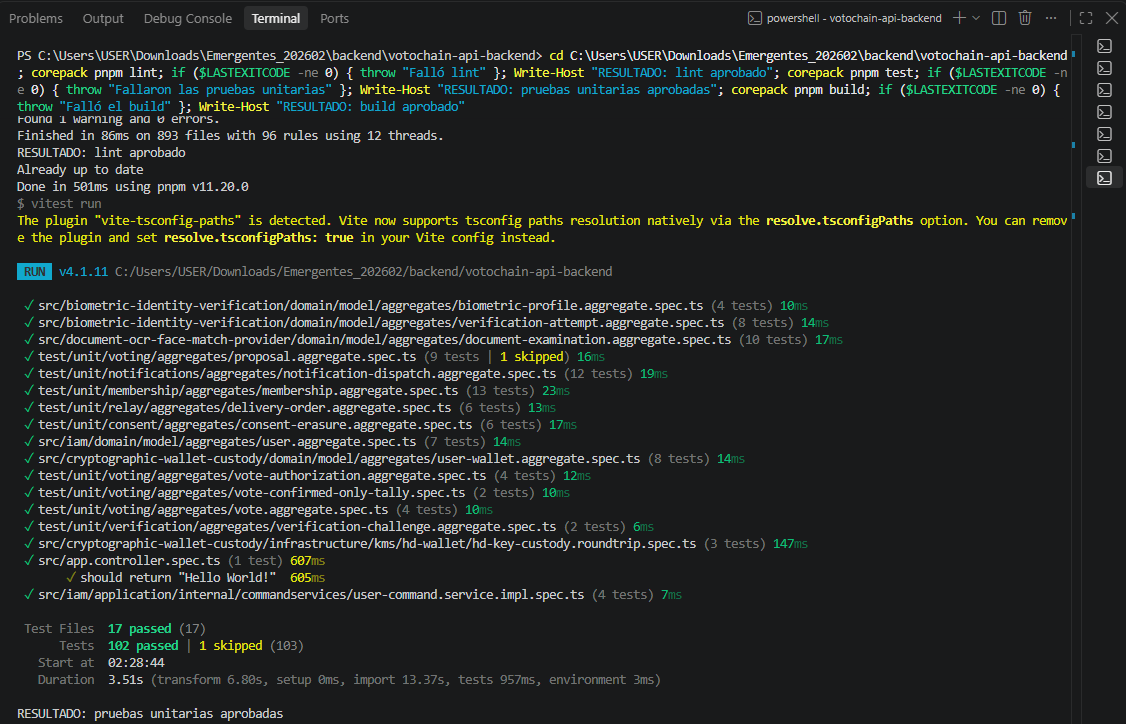 Problems Output Debug Console Terminal Ports powershell - votochain-api-backend
PS C:\Users\USER\Downloads\Emergentes_202602\backend\votochain-api-backend> cd C:\Users\USER\Downloads\Emergentes_202602\backend\votochain-api-backend
; corepack pnpm lint; if ($LASTEXITCODE -ne 0) { throw "Falló lint" }; Write-Host "RESULTADO: lint aprobado"; corepack pnpm test; if ($LASTEXITCODE -n
e 0) { throw "Fallaron las pruebas unitarias" }; Write-Host "RESULTADO: pruebas unitarias aprobadas"; corepack pnpm build; if ($LASTEXITCODE -ne 0) {
throw "Falló el build" }; Write-Host "RESULTADO: build aprobado"
Found 1 warning and 0 errors.
Finished in 86ms on 893 files with 96 rules using 12 threads.
RESULTADO: lint aprobado
Already up to date
Done in 501ms using pnpm v11.20.0
$ vitest run
The plugin "vite-tsconfig-paths" is detected. Vite now supports tsconfig paths resolution natively via the resolve.tsconfigPaths option. You can remov
e the plugin and set resolve.tsconfigPaths: true in your Vite config instead.
RUN v4.1.11 C:/Users/USER/Downloads/Emergentes_202602/backend/votochain-api-backend
✓ src/biometric-identity-verification/domain/model/aggregates/biometric-profile.aggregate.spec.ts (4 tests) 10ms
✓ src/biometric-identity-verification/domain/model/aggregates/verification-attempt.aggregate.spec.ts (8 tests) 14ms
✓ src/document-ocr-face-match-provider/domain/model/aggregates/document-examination.aggregate.spec.ts (10 tests) 17ms
✓ test/unit/voting/aggregates/proposal.aggregate.spec.ts (9 tests | 1 skipped) 16ms
✓ test/unit/notifications/aggregates/notification-dispatch.aggregate.spec.ts (12 tests) 19ms
✓ test/unit/membership/aggregates/membership.aggregate.spec.ts (13 tests) 23ms
✓ test/unit/relay/aggregates/delivery-order.aggregate.spec.ts (6 tests) 13ms
✓ test/unit/consent/aggregates/consent-erasure.aggregate.spec.ts (6 tests) 17ms
✓ src/iam/domain/model/aggregates/user.aggregate.spec.ts (7 tests) 14ms
✓ src/cryptographic-wallet-custody/domain/model/aggregates/user-wallet.aggregate.spec.ts (8 tests) 14ms
✓ test/unit/voting/aggregates/vote-authorization.aggregate.spec.ts (4 tests) 12ms
✓ test/unit/voting/aggregates/vote-confirmed-only-tally.spec.ts (2 tests) 10ms
✓ test/unit/voting/aggregates/vote.aggregate.spec.ts (4 tests) 10ms
✓ test/unit/verification/aggregates/verification-challenge.aggregate.spec.ts (2 tests) 6ms
✓ src/cryptographic-wallet-custody/infrastructure/kms/hd-wallet/hd-key-custody.roundtrip.spec.ts (3 tests) 147ms
✓ src/app.controller.spec.ts (1 test) 607ms
✓ should return "Hello World!" 605ms
✓ src/iam/application/internal/commandservices/user-command.service.impl.spec.ts (4 tests) 7ms
Test Files 17 passed (17)
Tests 102 passed | 1 skipped (103)
Start at 02:28:44
Duration 3.51s (transform 6.80s, setup 0ms, import 13.37s, tests 957ms, environment 3ms)
RESULTADO: pruebas unitarias aprobadas